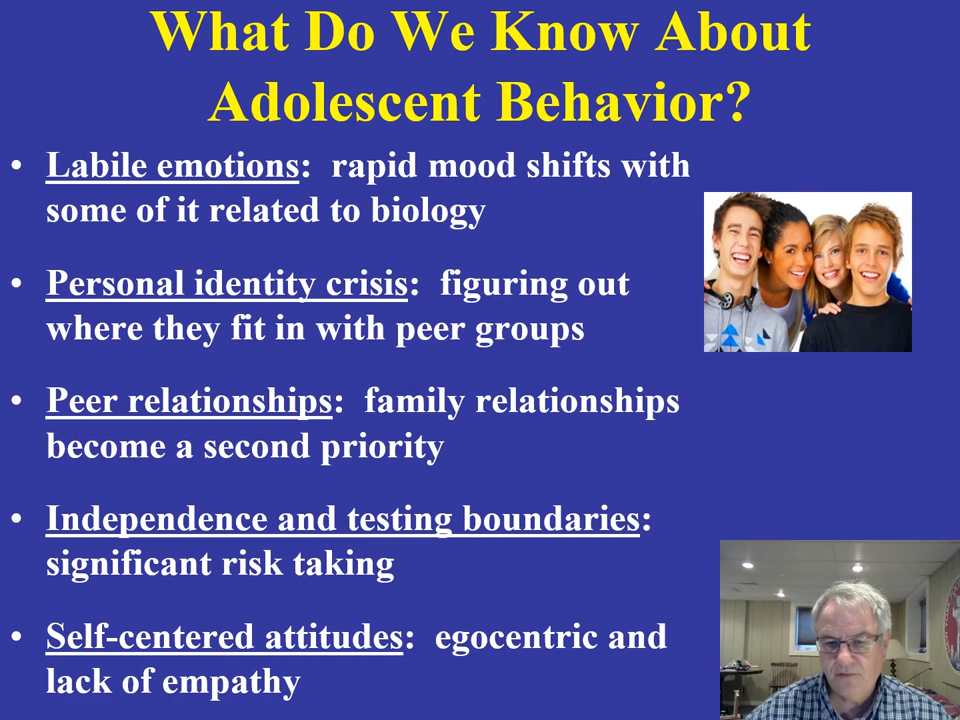 What Do We Know About
Adolescent Behavior?
• Labile emotions: rapid mood shifts with
some of it related to biology
• Personal identity crisis: figuring out
where they fit in with peer groups
• Peer relationships: family relationships
become a second priority
• Independence and testing boundaries:
significant risk taking
• Self-centered attitudes: egocentric and
lack of empathy